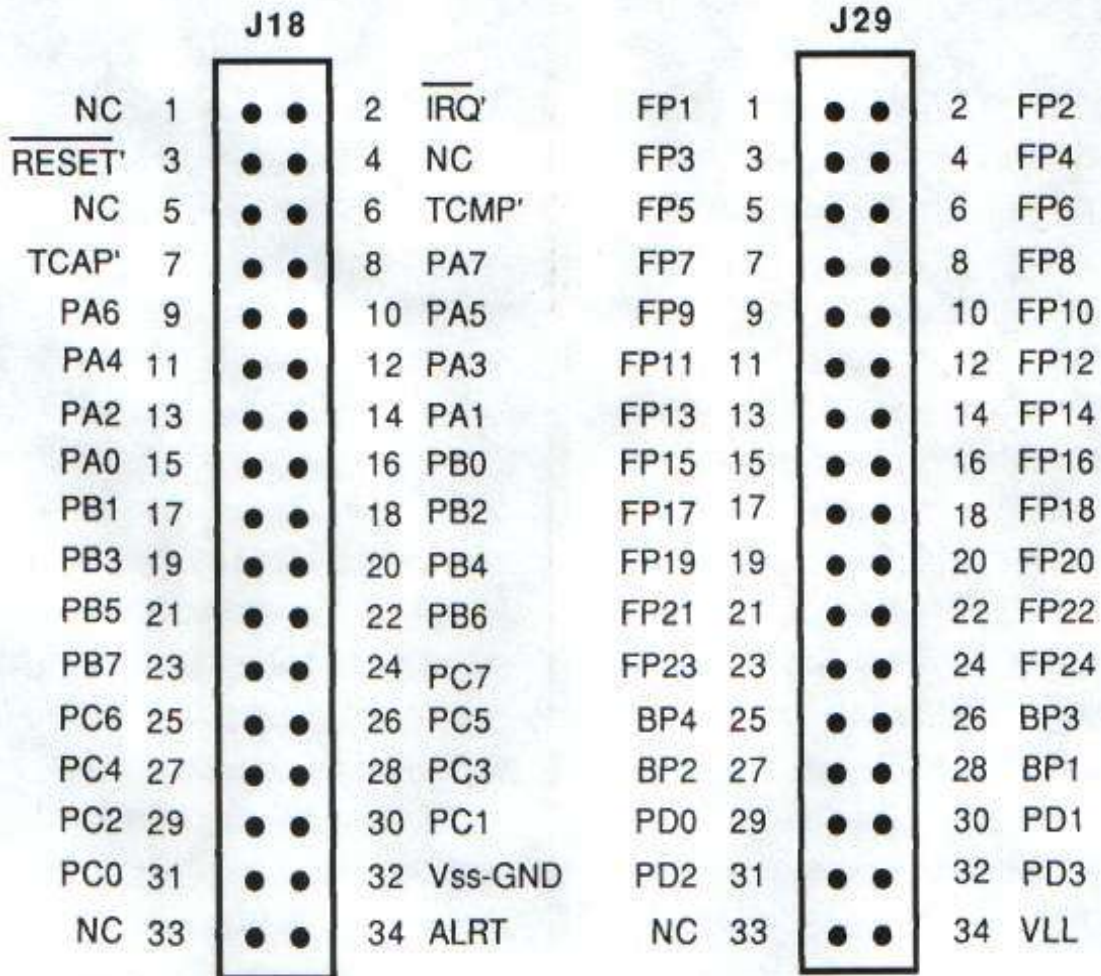 J18 J29
NC 1 2 IRQ' FP1 1 2 FP2
RESET' 3 4 NC FP3 3 4 FP4
NC 5 6 TCMP' FP5 5 6 FP6
TCAP' 7 8 PA7 FP7 7 8 FP8
PA6 9 10 PA5 FP9 9 10 FP10
PA4 11 12 PA3 FP11 11 12 FP12
PA2 13 14 PA1 FP13 13 14 FP14
PA0 15 16 PB0 FP15 15 16 FP16
PB1 17 18 PB2 FP17 17 18 FP18
PB3 19 20 PB4 FP19 19 20 FP20
PB5 21 22 PB6 FP21 21 22 FP22
PB7 23 24 PC7 FP23 23 24 FP24
PC6 25 26 PC5 BP4 25 26 BP3
PC4 27 28 PC3 BP2 27 28 BP1
PC2 29 30 PC1 PD0 29 30 PD1
PC0 31 32 Vss-GND PD2 31 32 PD3
NC 33 34 ALRT NC 33 34 VLL